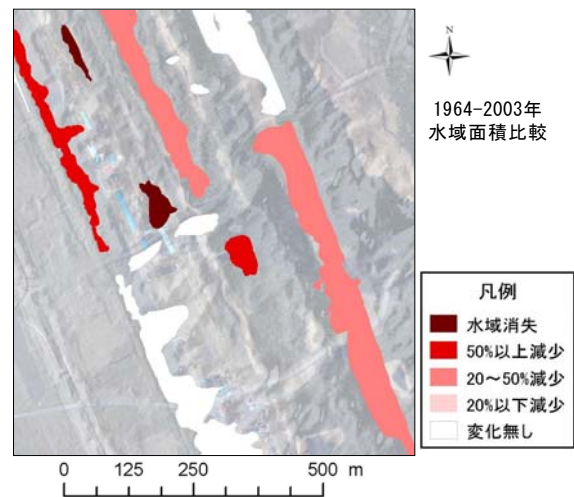 N
1964-2003年
水域面積比較
凡例
水域消失
50%以上減少
20～50%減少
20%以下減少
変化無し
0 125 250 500 m